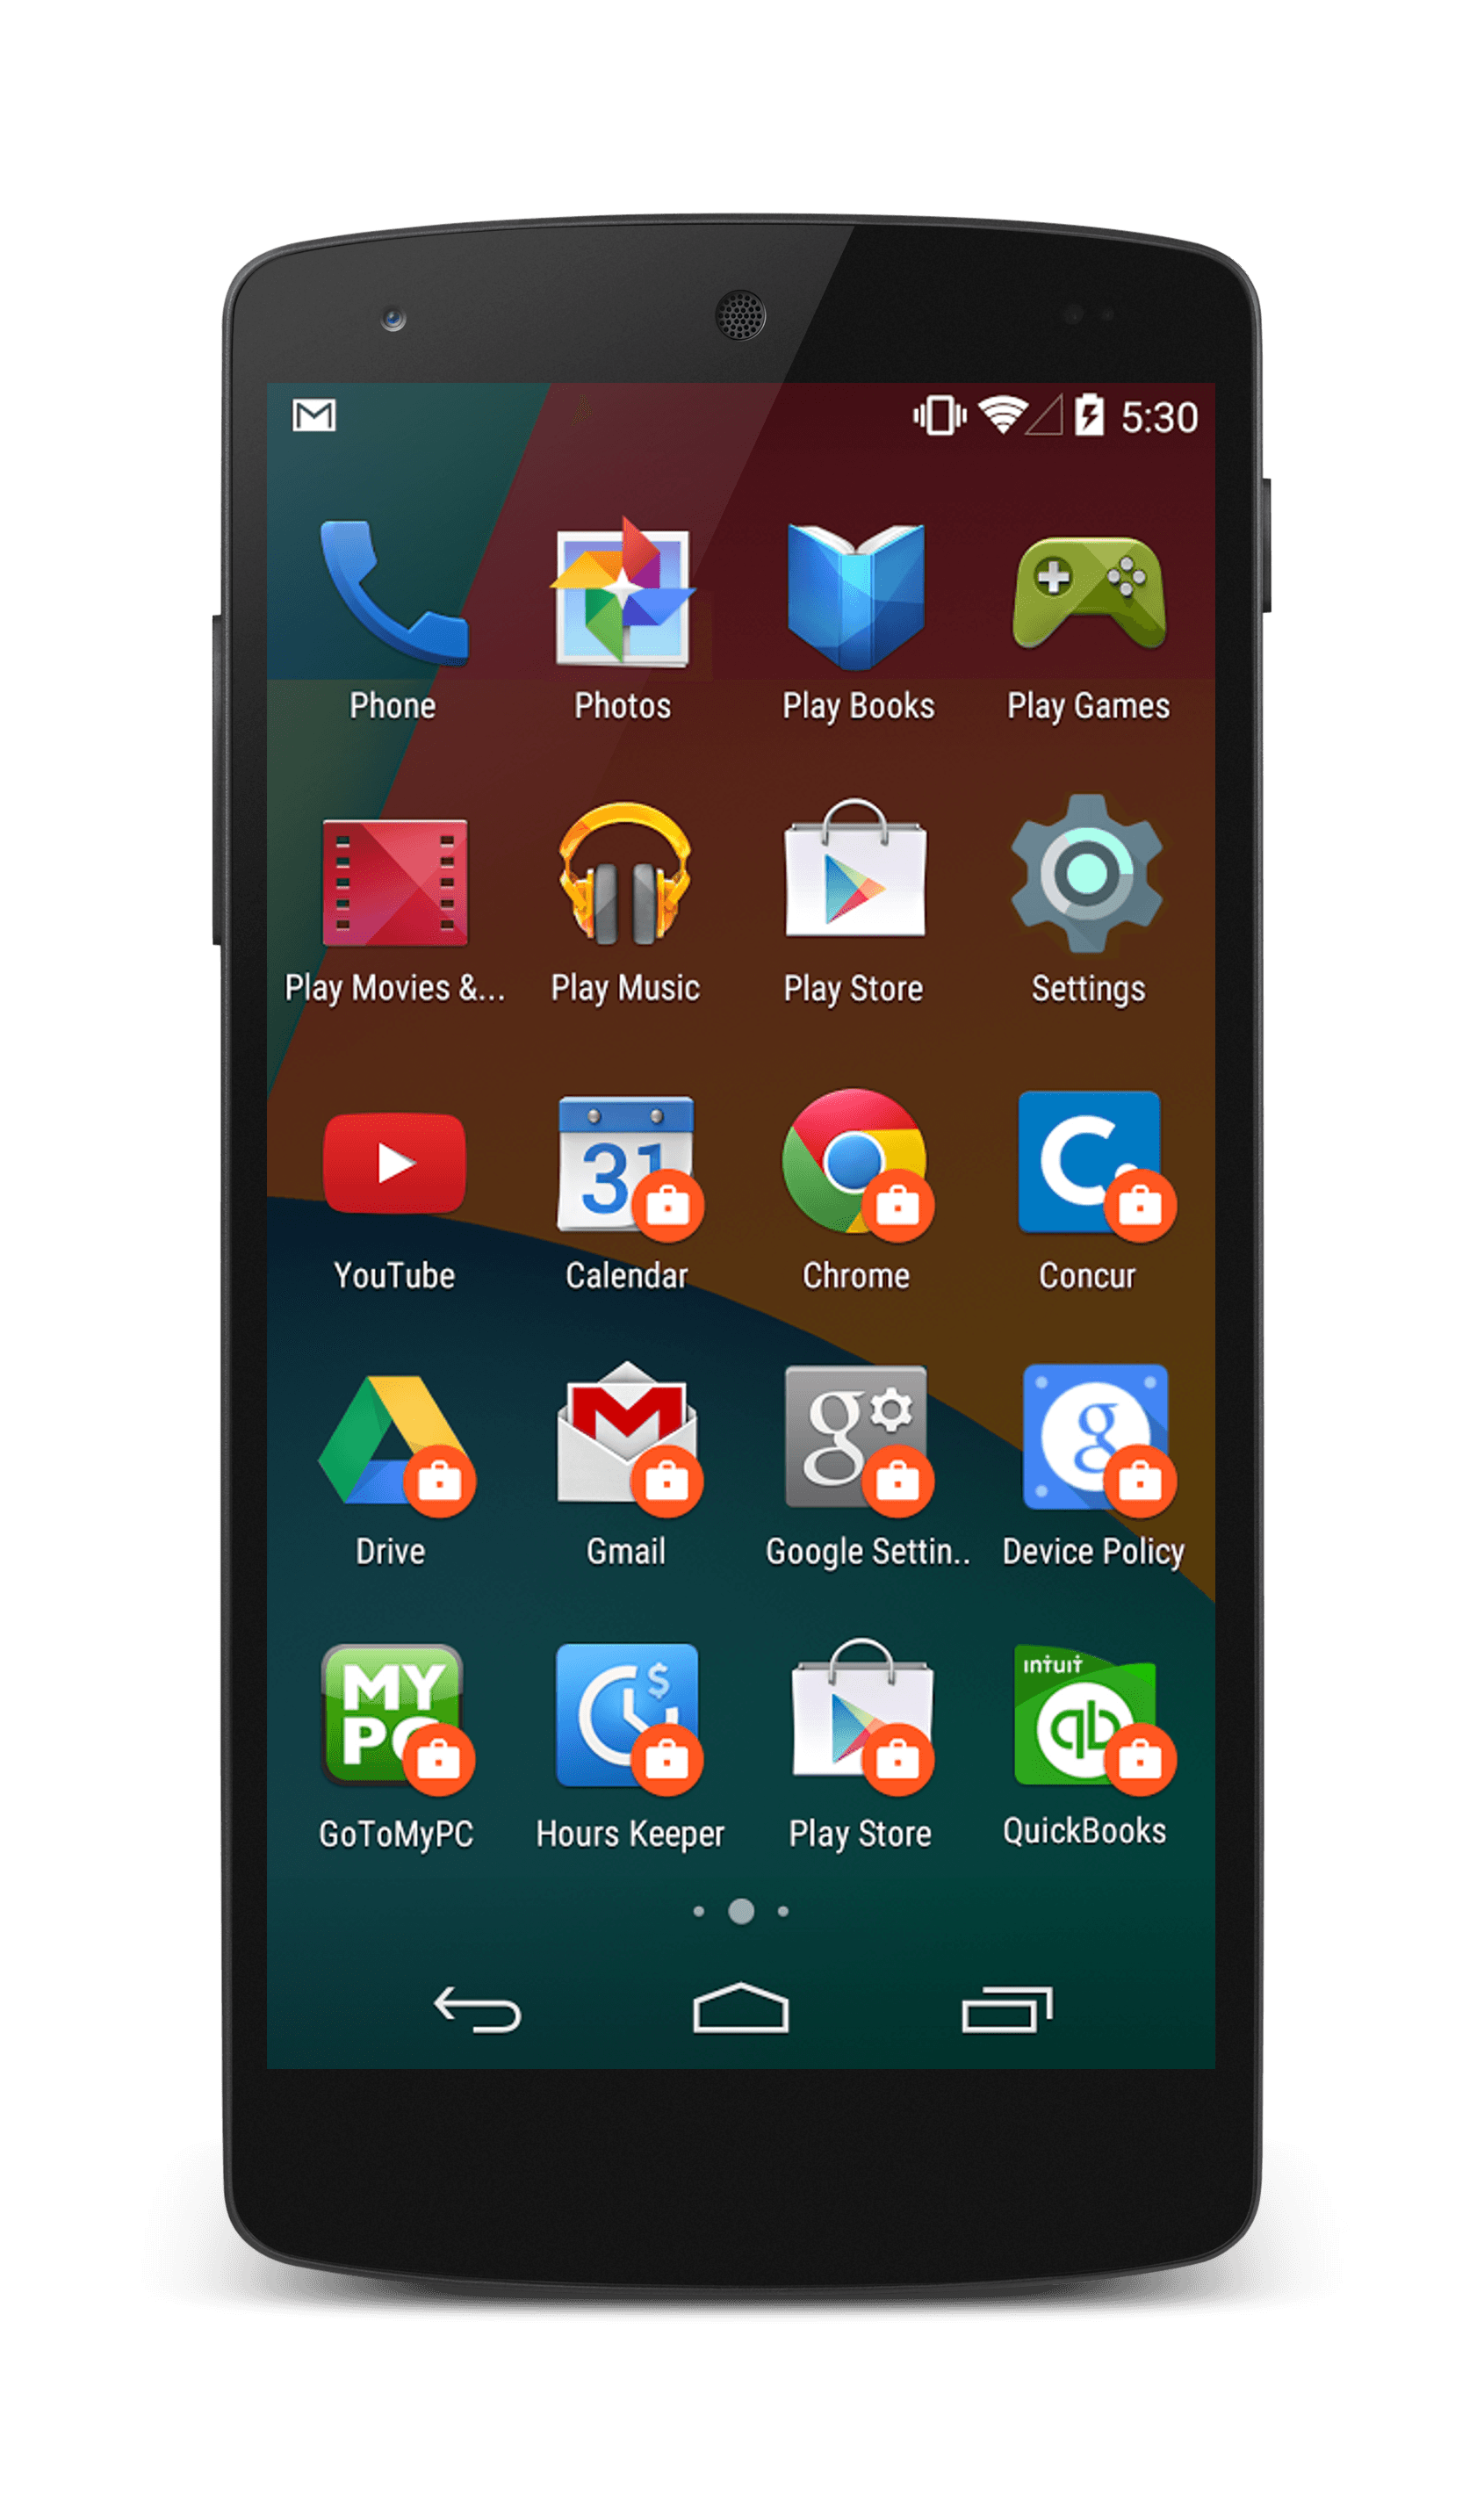 5:30
Phone
Photos
Play Books
Play Games
Play Movies &...
Play Music
Play Store
Settings
31
C.
YouTube
Calendar
Chrome
Concur
g
g
Drive
Gmail
Google Settin..
Device Policy
MY
PC
$
intuit
qb
GoToMyPC
Hours Keeper
Play Store
QuickBooks